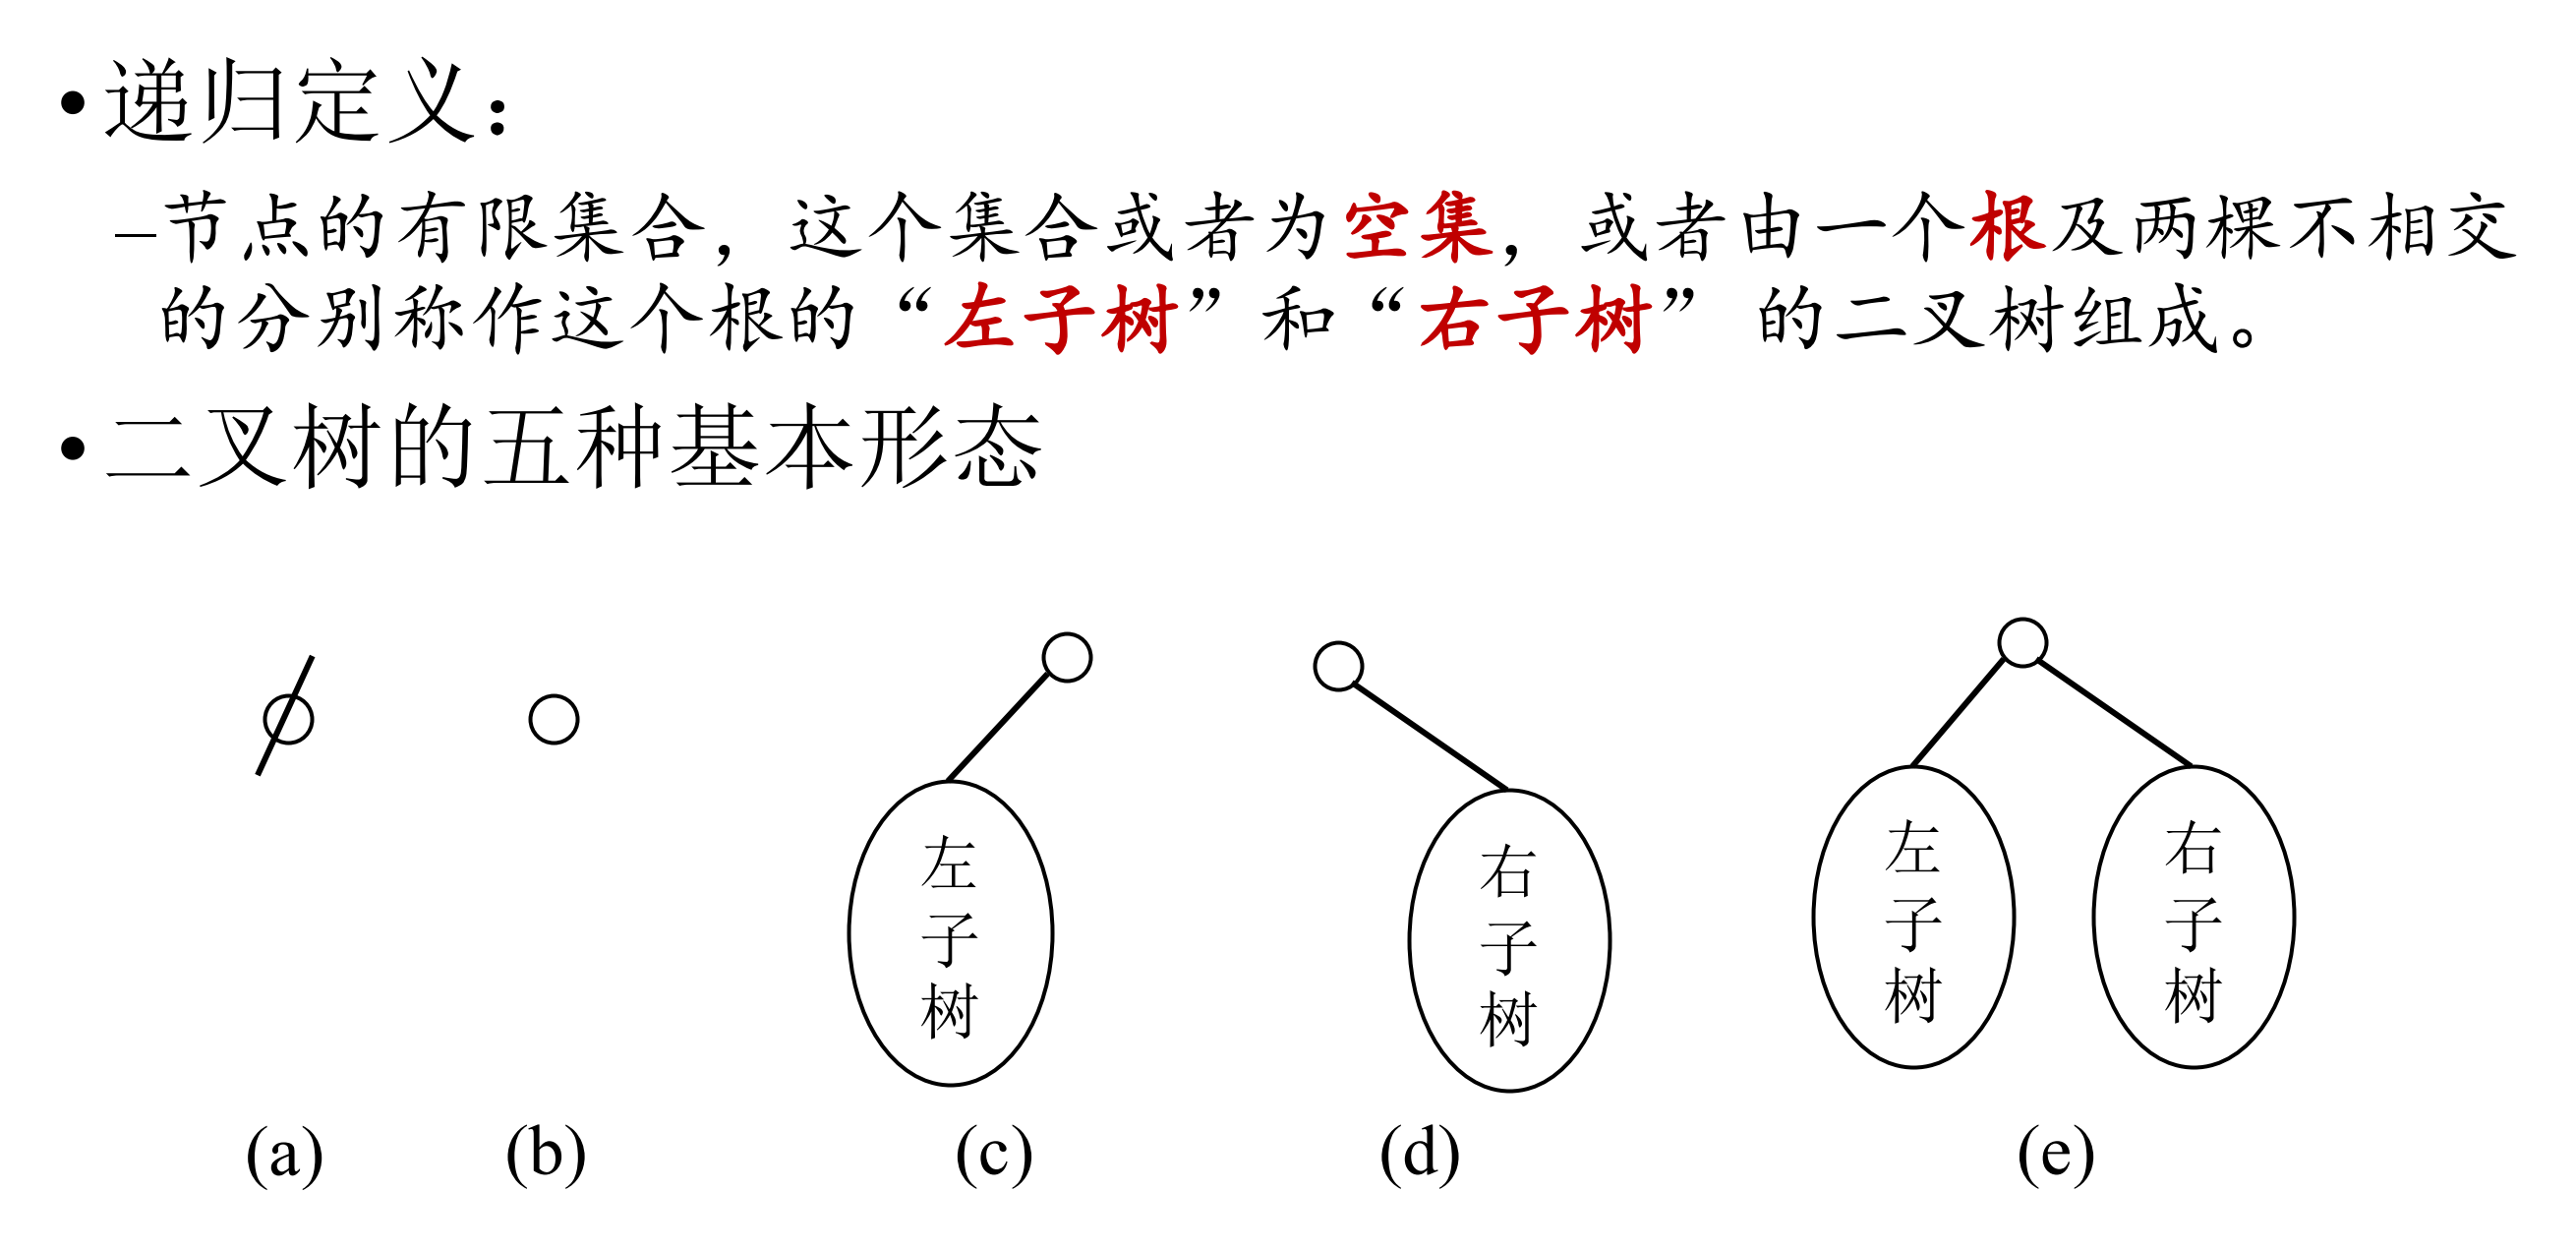 •递归定义：
–节点的有限集合，这个集合或者为空集，或者由一个根及两棵不相交
的分别称作这个根的“左子树”和“右子树” 的二叉树组成。
•二叉树的五种基本形态
左子树
右子树
左子树
右子树
(a)
(b)
(c)
(d)
(e)